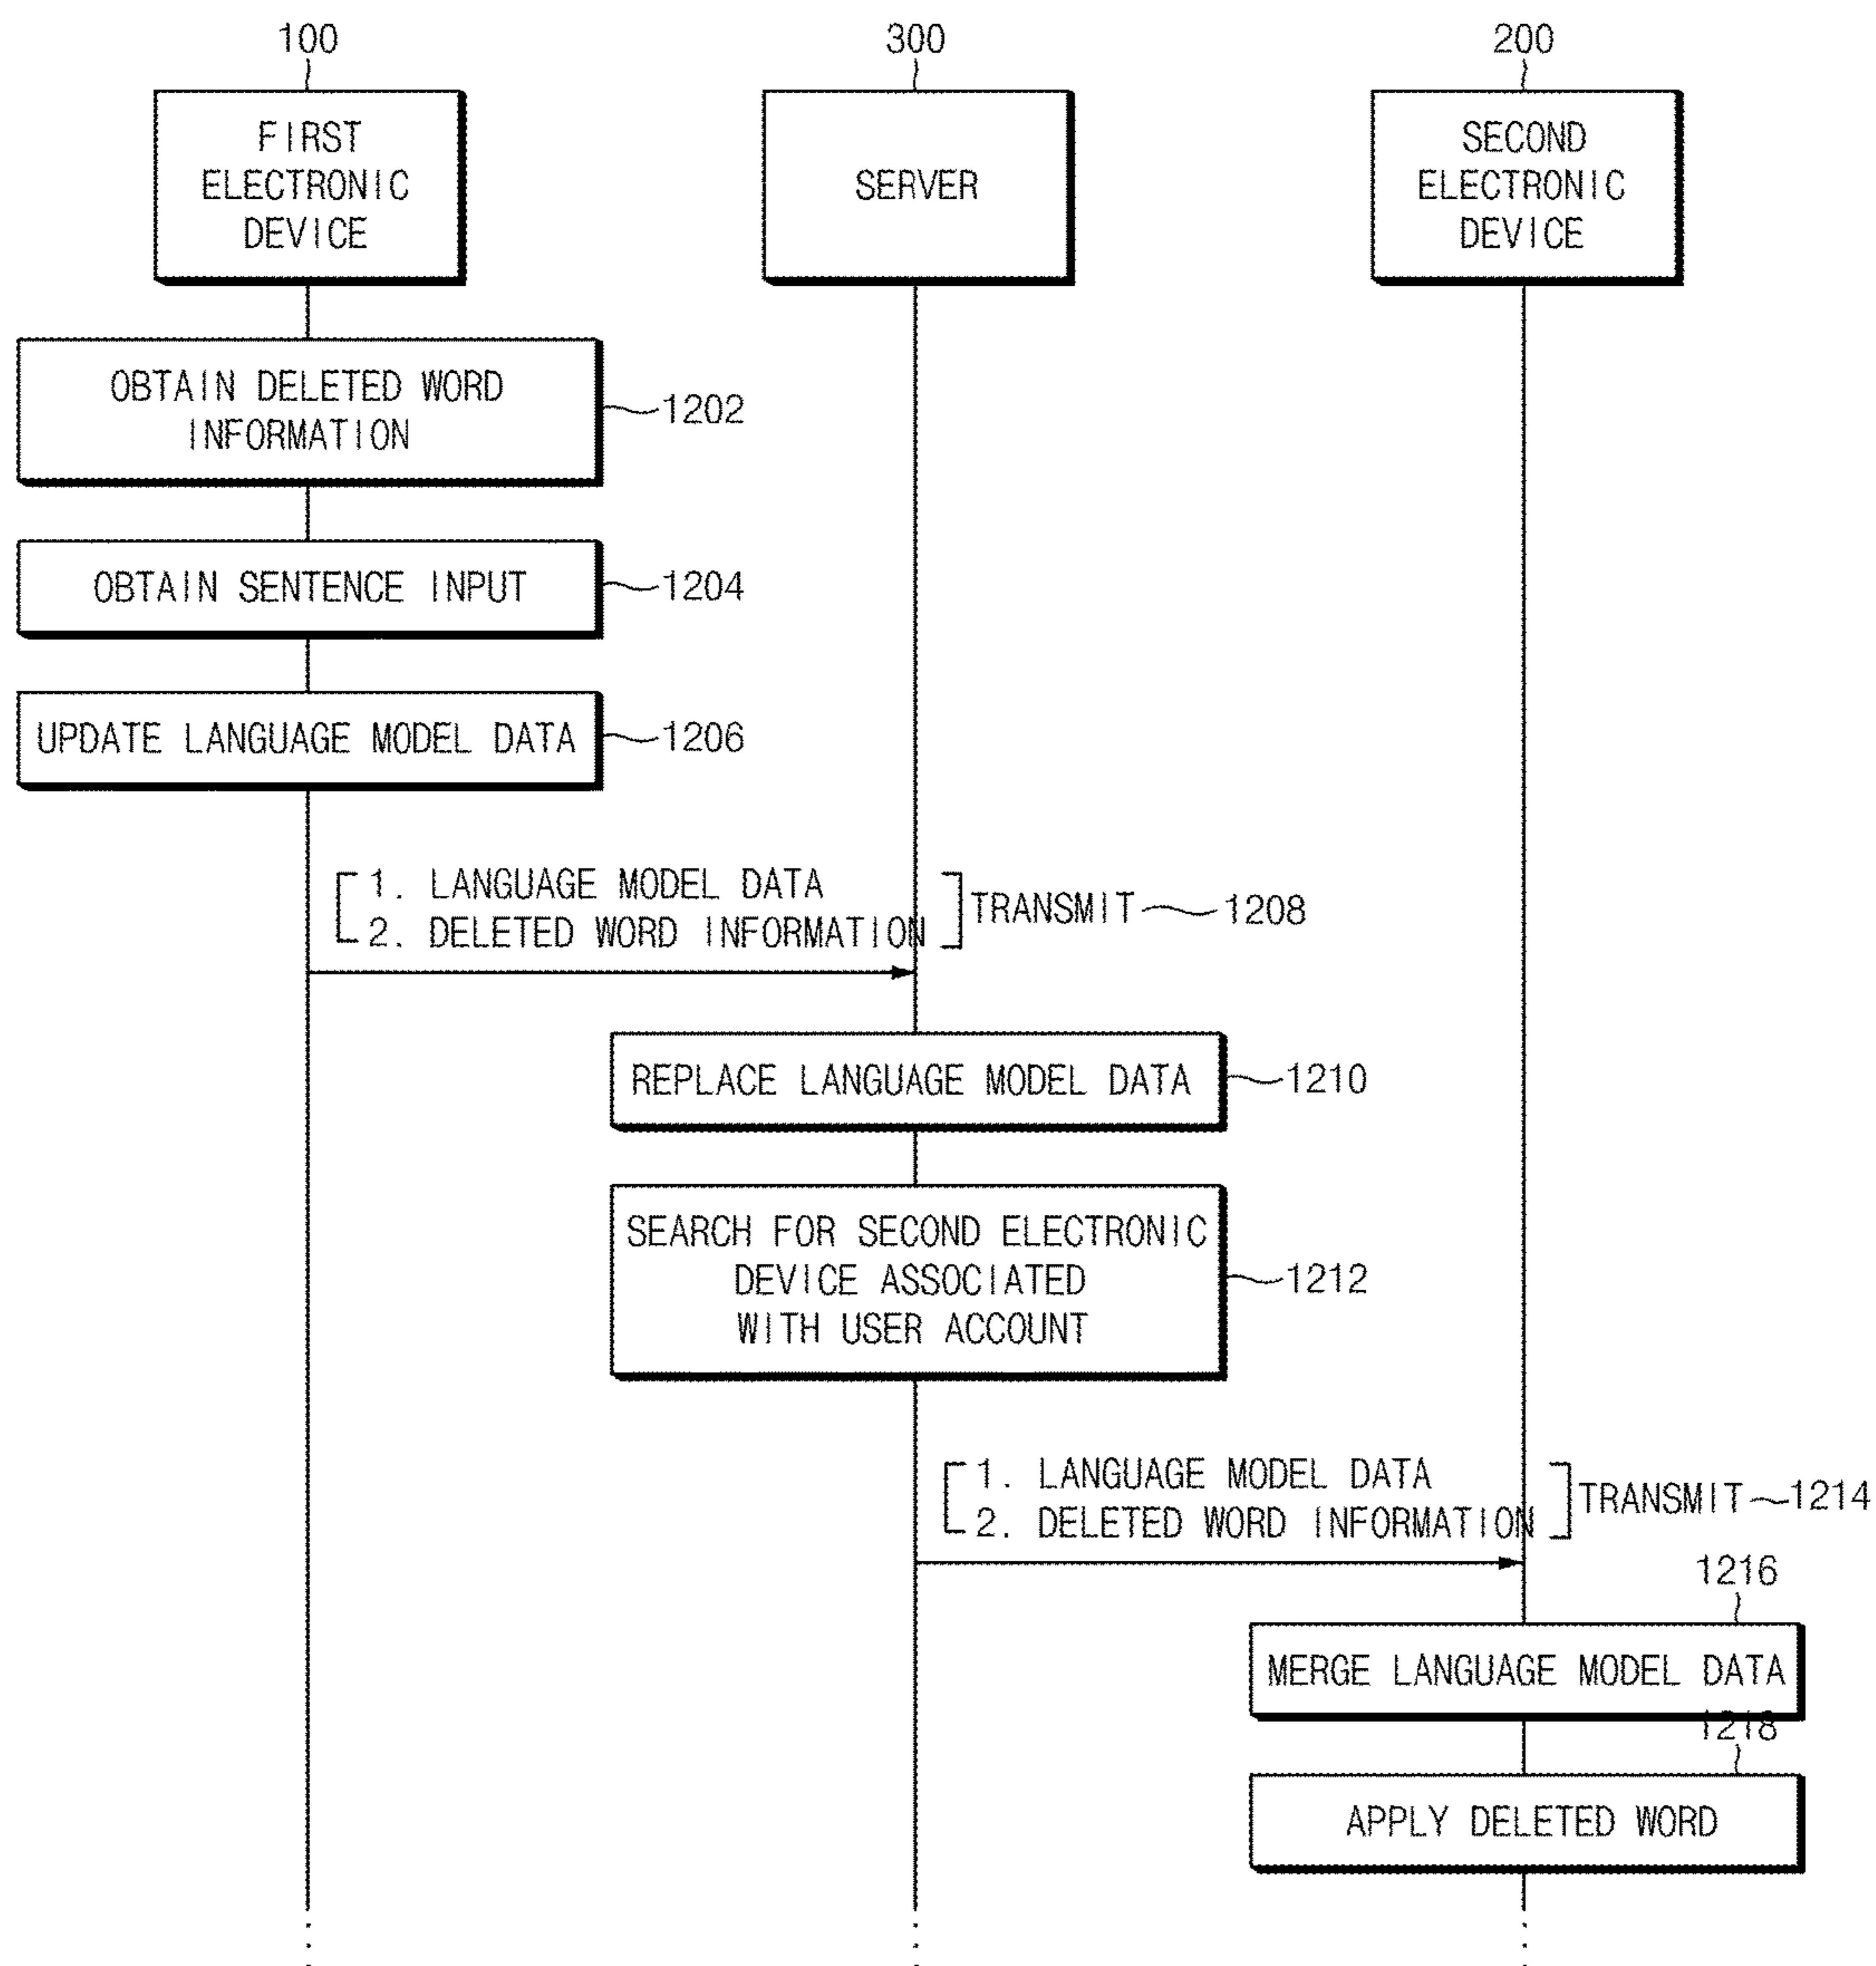 100
300
200
FIRST
ELECTRONIC
DEVICE
SERVER
SECOND
ELECTRONIC
DEVICE
OBTAIN DELETED WORD
INFORMATION
1202
OBTAIN SENTENCE INPUT
1204
UPDATE LANGUAGE MODEL DATA
1206
1. LANGUAGE MODEL DATA
2. DELETED WORD INFORMATION
TRANSMIT
1208
REPLACE LANGUAGE MODEL DATA
1210
SEARCH FOR SECOND ELECTRONIC
DEVICE ASSOCIATED
WITH USER ACCOUNT
1212
1. LANGUAGE MODEL DATA
2. DELETED WORD INFORMATION
TRANSMIT
1214
1216
MERGE LANGUAGE MODEL DATA
1218
APPLY DELETED WORD